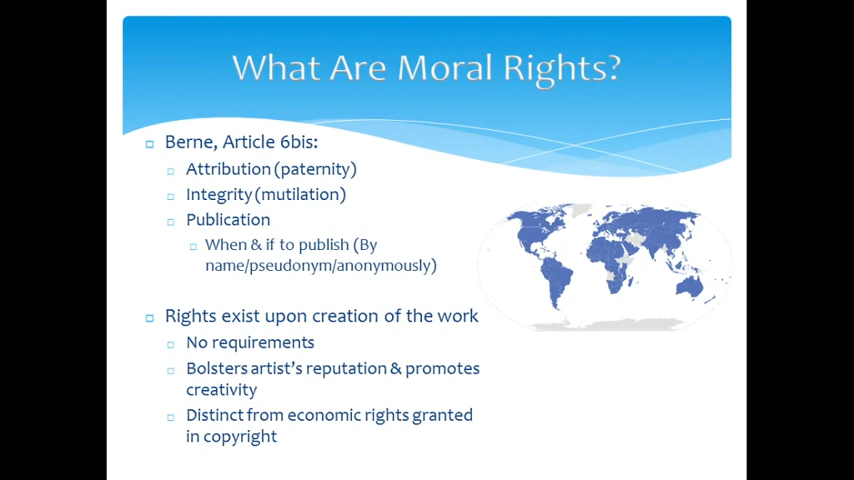 What Are Moral Rights?
Berne, Article 6bis:
Attribution (paternity)
Integrity (mutilation)
Publication
When & if to publish (By
name/pseudonym/anonymously)
Rights exist upon creation of the work
No requirements
Bolsters artist's reputation & promotes
creativity
Distinct from economic rights granted
in copyright